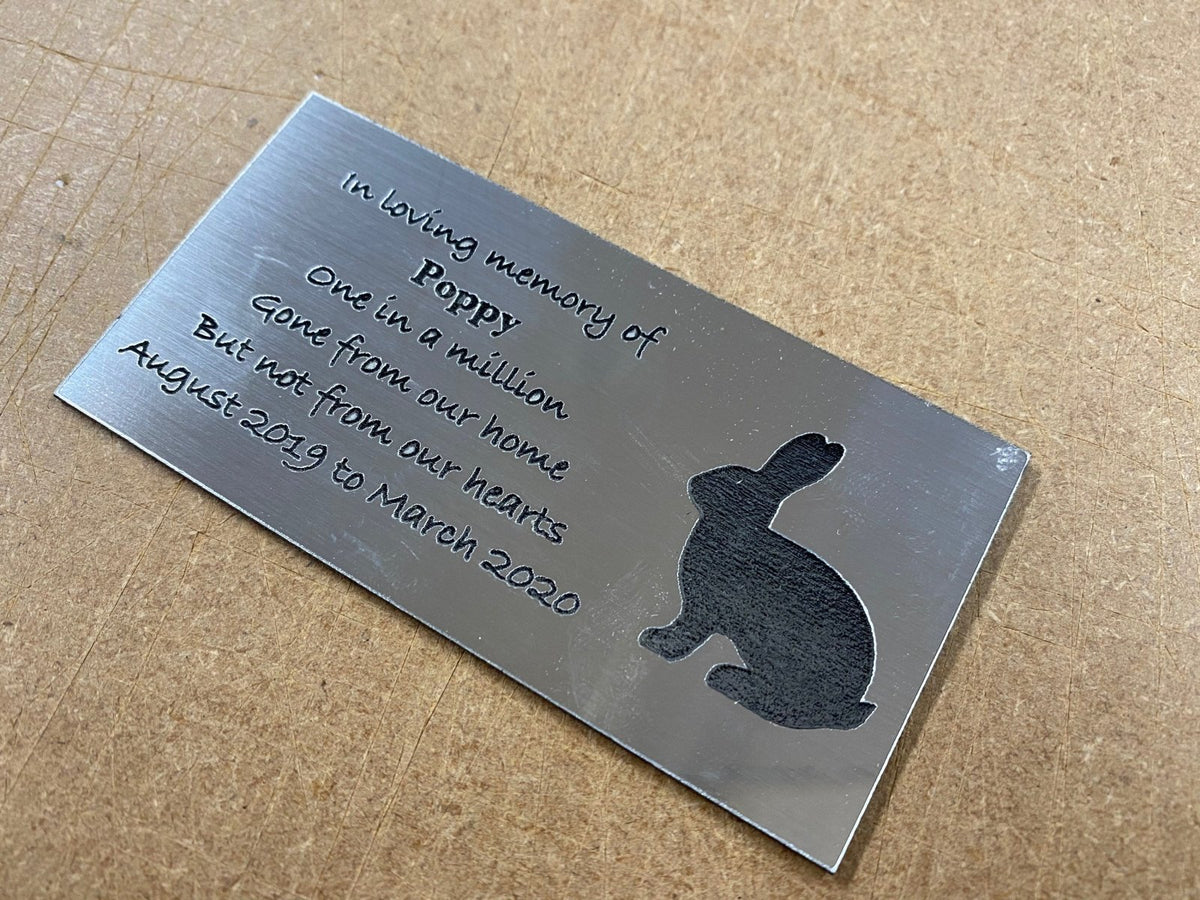 In loving memory of
Poppy
One in a million
Gone from our home
But not from our hearts
August 2019 to March 2020